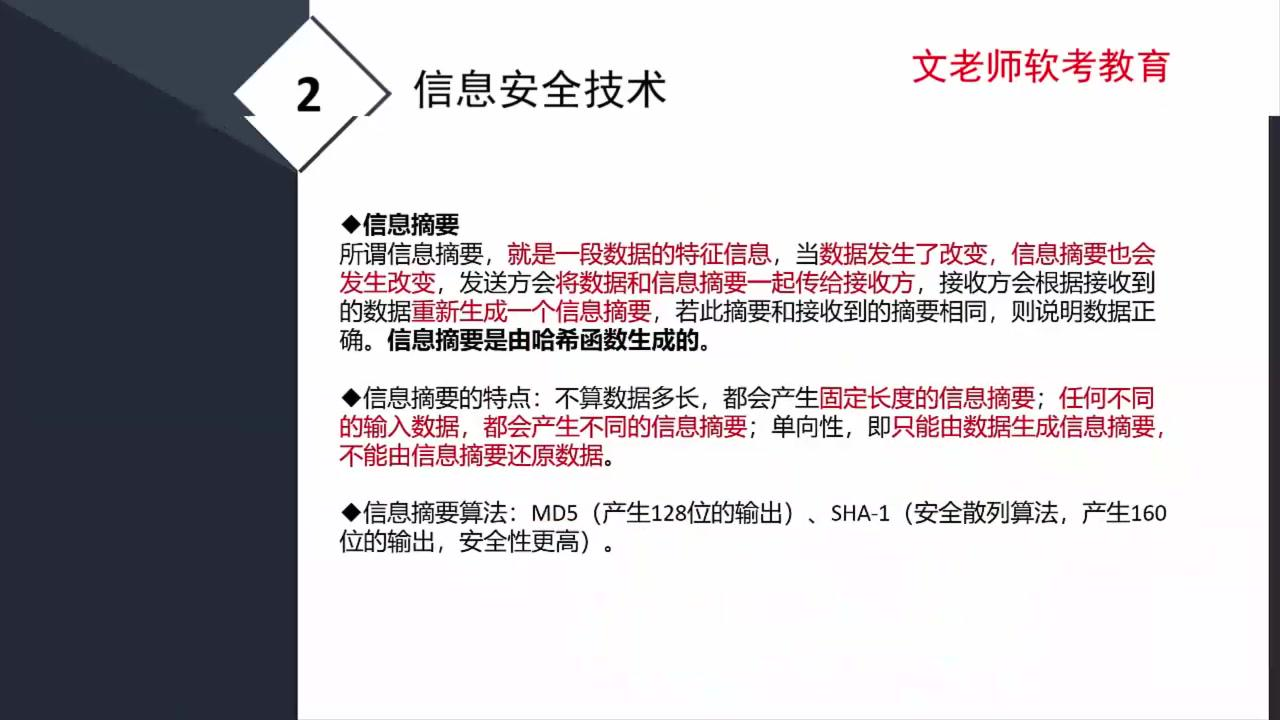 2
信息安全技术
文老师软考教育
◆信息摘要
所谓信息摘要，就是一段数据的特征信息，当数据发生了改变，信息摘要也会
发生改变，发送方会将数据和信息摘要一起传给接收方，接收方会根据接收到
的数据重新生成一个信息摘要，若此摘要和接收到的摘要相同，则说明数据正
确。信息摘要是由哈希函数生成的。
◆信息摘要的特点：不算数据多长，都会产生固定长度的信息摘要；任何不同
的输入数据，都会产生不同的信息摘要；单向性，即只能由数据生成信息摘要，
不能由信息摘要还原数据。
◆信息摘要算法：MD5（产生128位的输出）、SHA-1（安全散列算法，产生160
位的输出，安全性更高）。